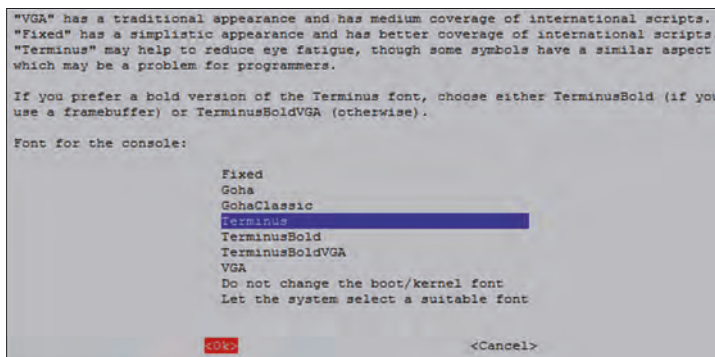 "VGA" has a traditional appearance and has medium coverage of international scripts.
"Fixed" has a simplistic appearance and has better coverage of international scripts
"Terminus" may help to reduce eye fatigue, though some symbols have a similar aspect
which may be a problem for programmers.
If you prefer a bold version of the Terminus font, choose either TerminusBold (if you
use a framebuffer) or TerminusBoldVGA (otherwise).
Font for the console:
Fixed
Goha
GohaClassic
Terminus
TerminusBold
TerminusBoldVGA
VGA
Do not change the boot/kernel font
Let the system select a suitable font
<Ok> <Cancel>